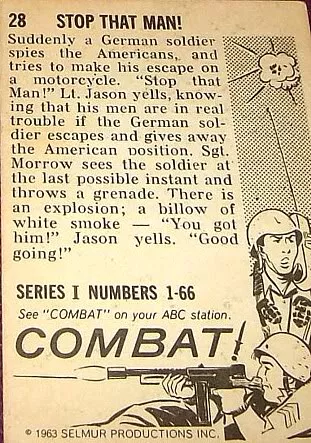 28 STOP THAT MAN!
Suddenly a German soldier
spies the Americans, and
tries to make his escape on
a motorcycle. "Stop that
Man!" Lt. Jason yells, know-
ing that his men are in real
trouble if the German sol-
dier escapes and gives away
the American position. Sgt.
Morrow sees the soldier at
the last possible instant and
throws a grenade. There is
an explosion; a billow of
white smoke — "You got
him!" Jason yells. "Good
going!"
SERIES I NUMBERS 1-66
See "COMBAT" on your ABC station.
COMBAT!
© 1963 SELMUR PRODUCTIONS INC.